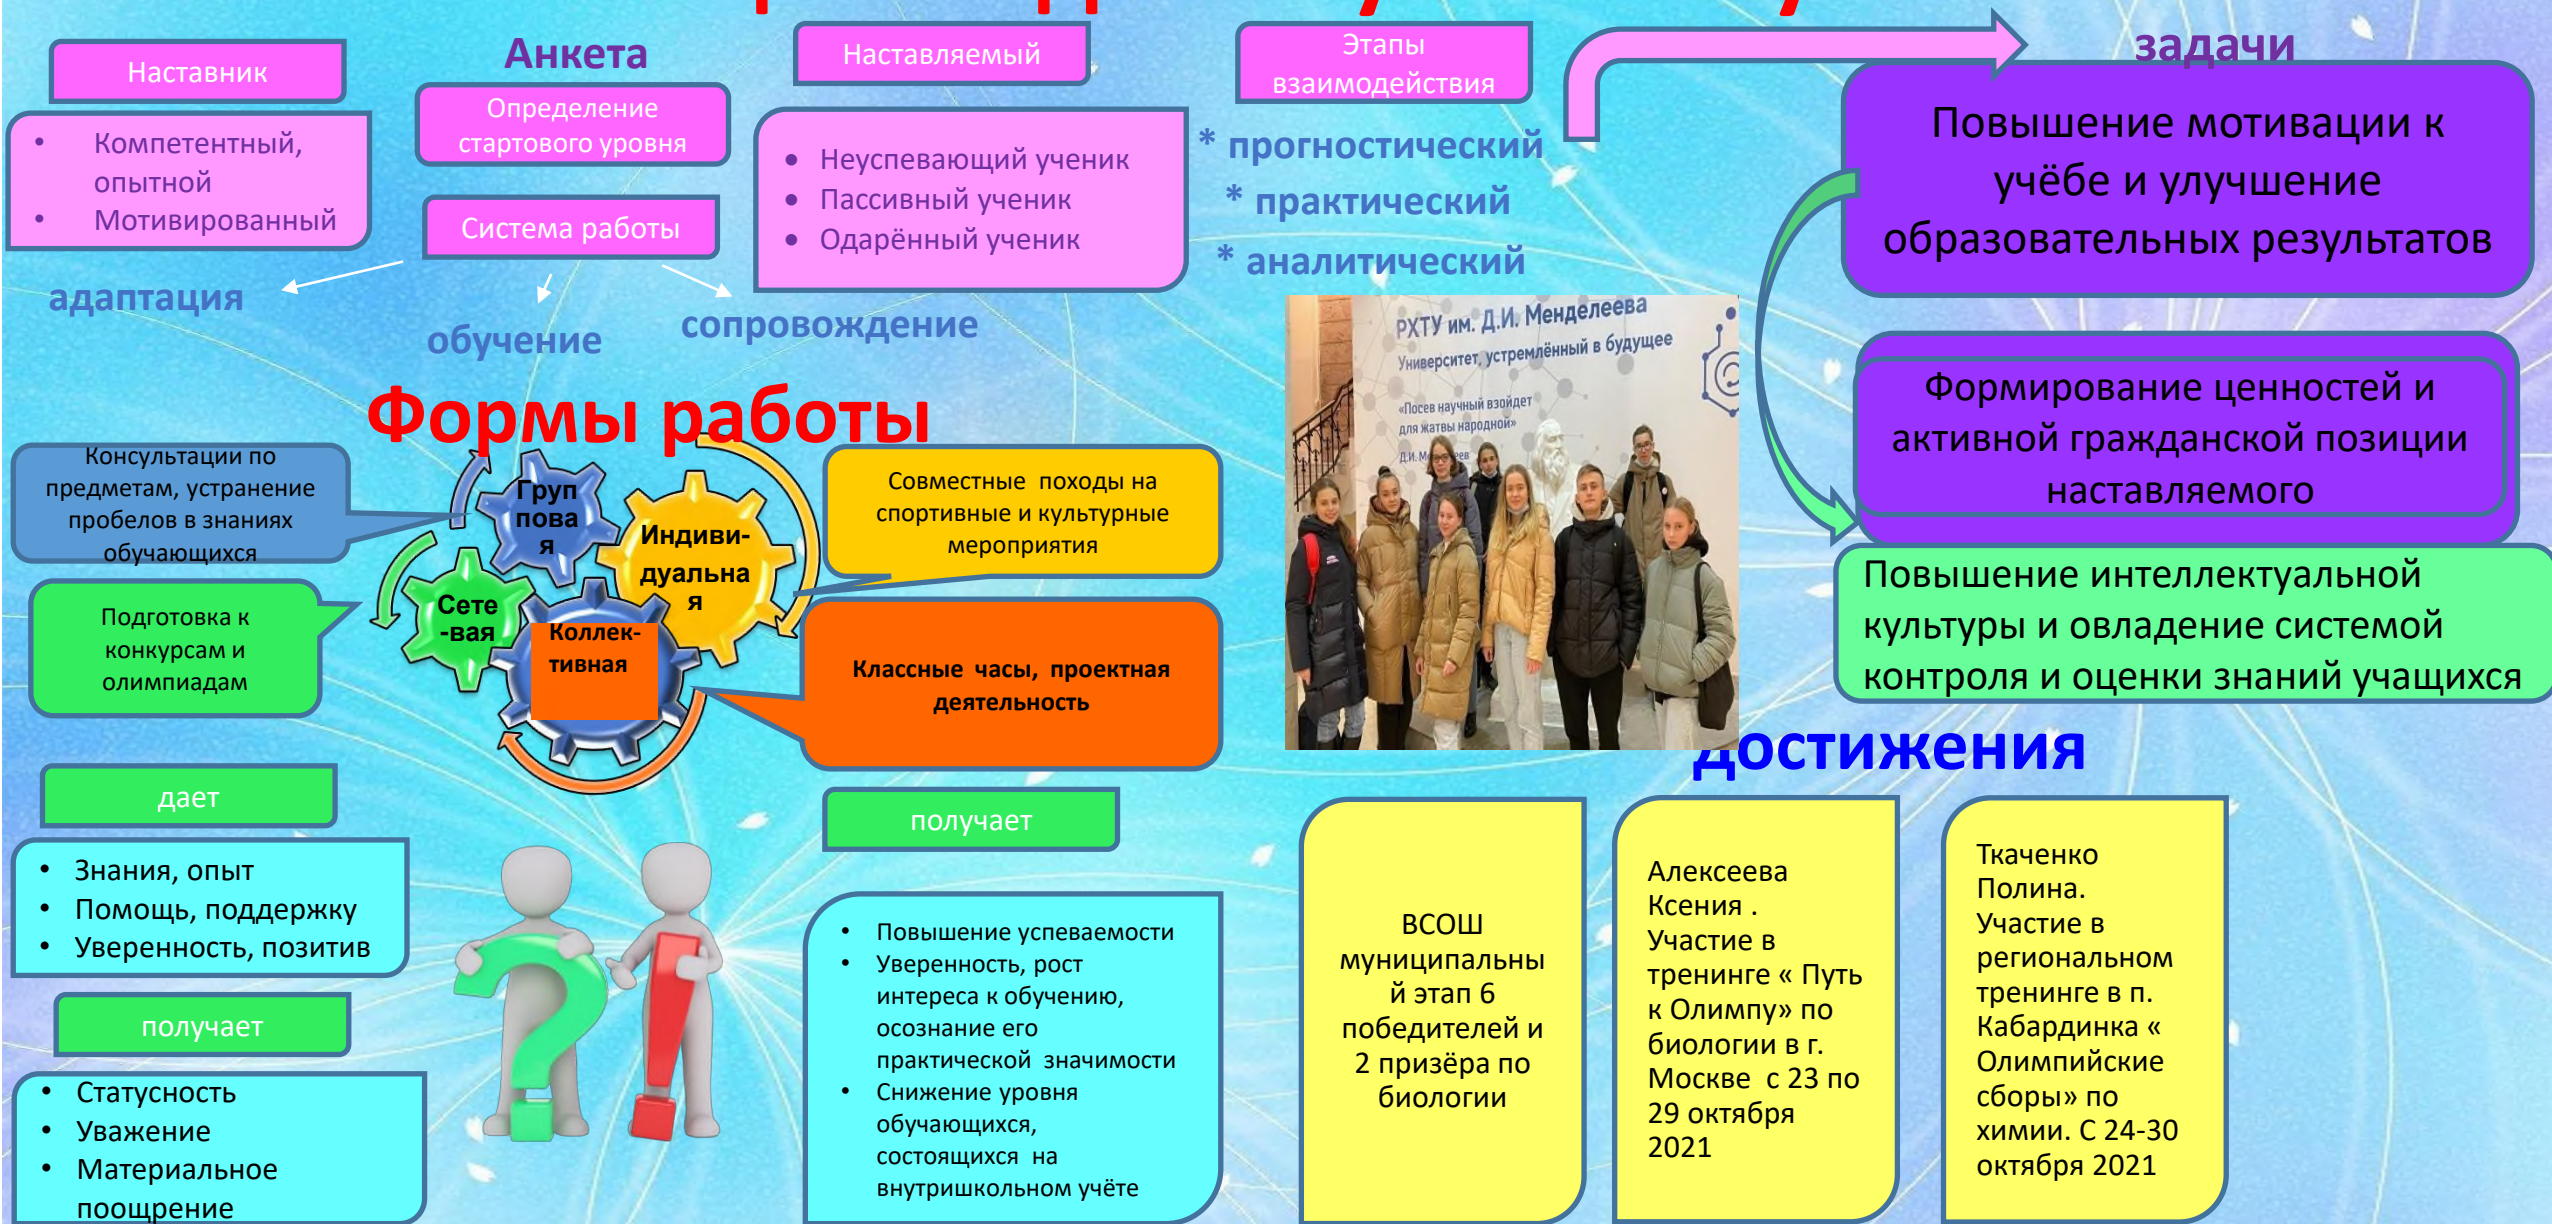 Наставник
• Компетентный,
опытной
• Мотивированный
Анкета
Определение
стартового уровня
Система работы
адаптация
обучение
сопровождение
Наставляемый
• Неуспевающий ученик
• Пассивный ученик
• Одарённый ученик
Этапы
взаимодействия
* прогностический
* практический
* аналитический
задачи
Повышение мотивации к
учёбе и улучшение
образовательных результатов
Формирование ценностей и
активной гражданской позиции
наставляемого
Повышение интеллектуальной
культуры и овладение системой
контроля и оценки знаний учащихся
РХТУ им. Д.И. Менделеева
Университет, устремлённый в будущее
«Посев научный взойдет
для жатвы народной»
Д.И.
Формы работы
Консультации по
предметам, устранение
пробелов в знаниях
обучающихся
Подготовка к
конкурсам и
олимпиадам
Груп
пова
я
Индиви-
дуальна
я
Сете
-вая
Коллек-
тивная
Совместные походы на
спортивные и культурные
мероприятия
Классные часы, проектная
деятельность
дает
• Знания, опыт
• Помощь, поддержку
• Уверенность, позитив
получает
• Статусность
• Уважение
• Материальное
поощрение
получает
• Повышение успеваемости
• Уверенность, рост
интереса к обучению,
осознание его
практической значимости
• Снижение уровня
обучающихся,
состоящихся на
внутришкольном учёте
достижения
ВСОШ
муниципальны
й этап 6
победителей и
2 призёра по
биологии
Алексеева
Ксения .
Участие в
тренинге « Путь
к Олимпу» по
биологии в г.
Москве с 23 по
29 октября
2021
Ткаченко
Полина.
Участие в
региональном
тренинге в п.
Кабардинка «
Олимпийские
сборы» по
химии. С 24-30
октября 2021